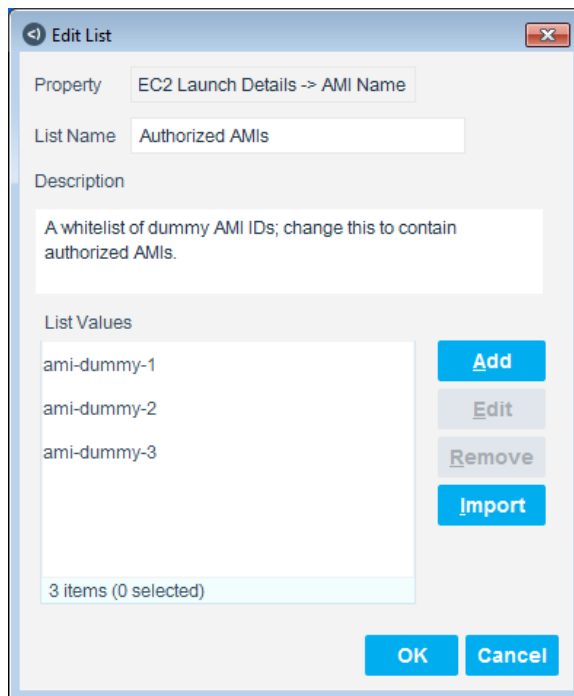 Edit List
Property EC2 Launch Details -> AMI Name
List Name Authorized AMIs
Description
A whitelist of dummy AMI IDs; change this to contain
authorized AMIs.
List Values
ami-dummy-1
Add
ami-dummy-2
Edit
ami-dummy-3
Remove
Import
3 items (0 selected)
OK Cancel